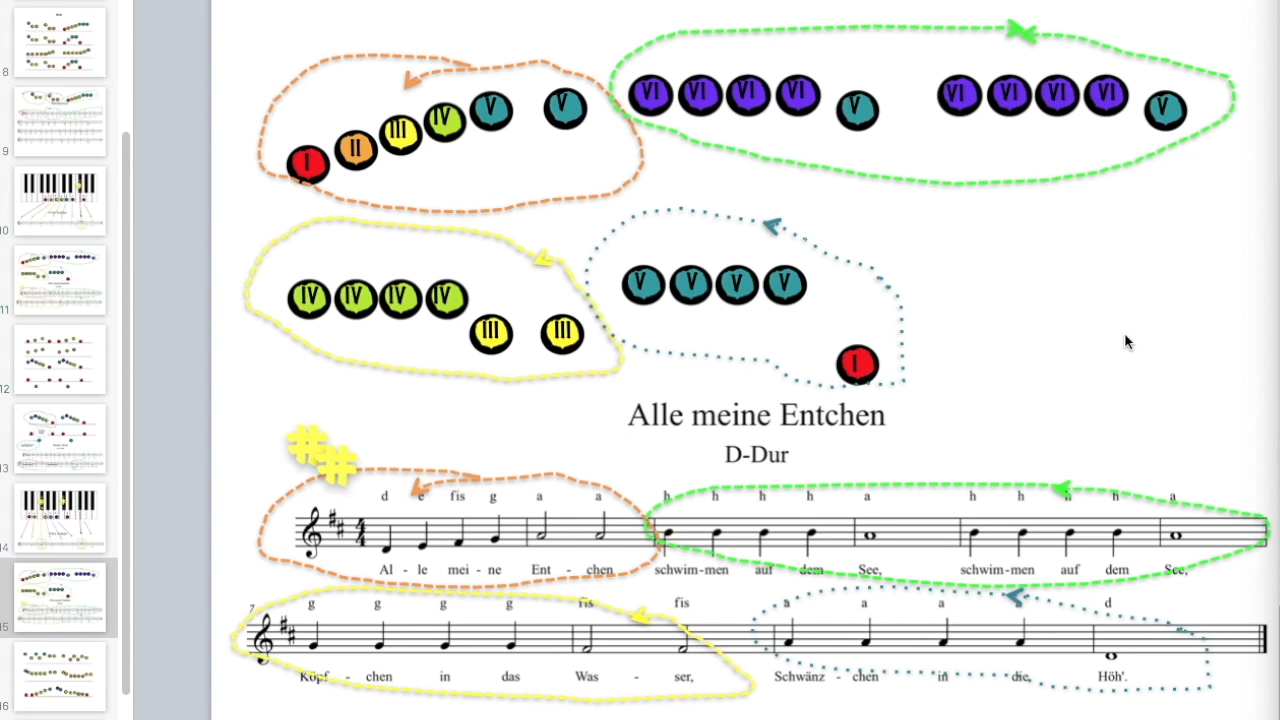 I II III IV V V VI VI VI VI V VI VI VI VI V
IV IV IV IV III III V V V V I
Alle meine Entchen
D-Dur
##
d e fis g a a h h h h a h h h h a
4
4
Al - le mei - ne Ent - chen schwim - men auf dem See, schwim - men auf dem See,
7
g g g g fis fis a a a a d
Köpf - chen in das Was - ser, Schwänz - chen in die Höh'.
8
9
10
11
12
13
14
15
16